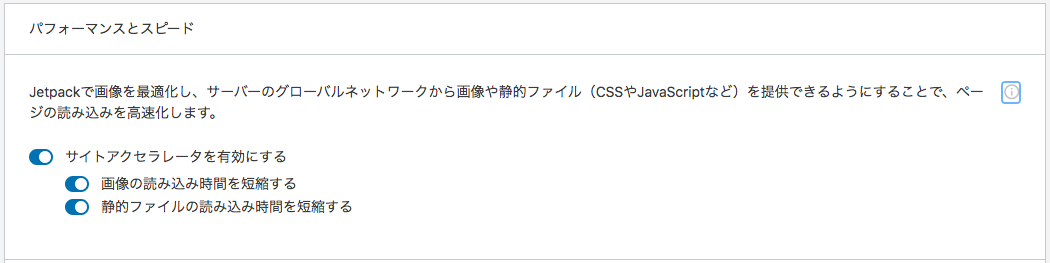 パフォーマンスとスピード
Jetpackで画像を最適化し、サーバーのグローバルネットワークから画像や静的ファイル（CSSやJavaScriptなど）を提供できるようにすることで、ペー
ジの読み込みを高速化します。
サイトアクセラレータを有効にする
画像の読み込み時間を短縮する
静的ファイルの読み込み時間を短縮する